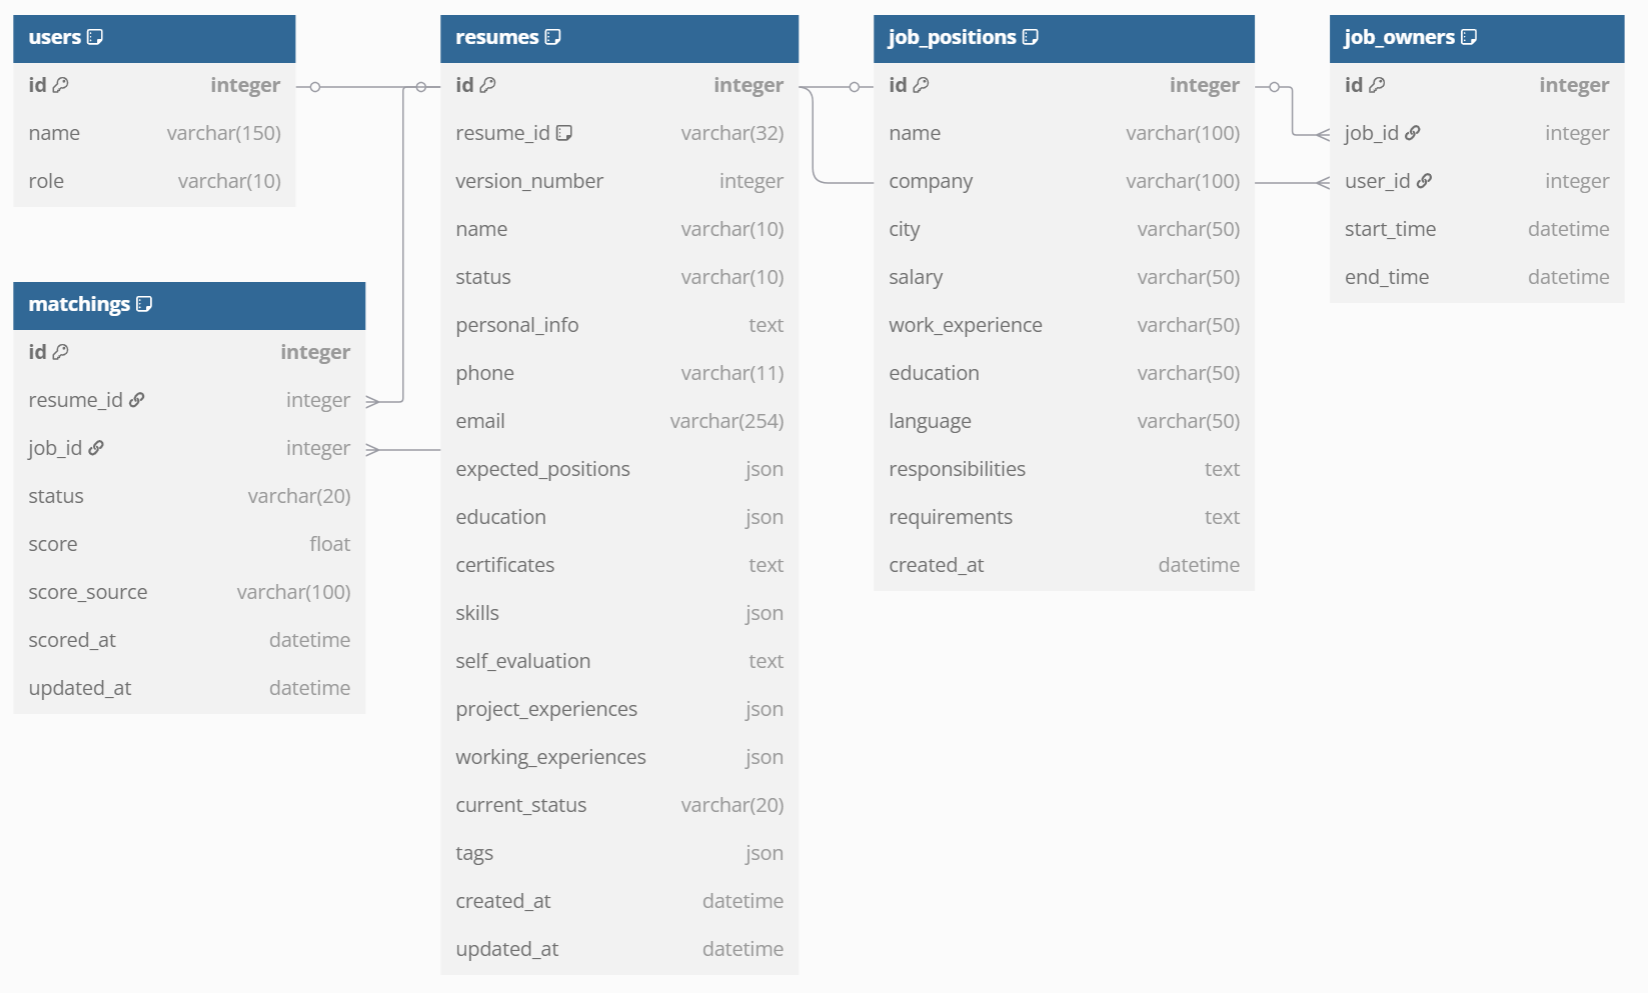 users
id integer
name varchar(150)
role varchar(10)
matchings
id integer
resume_id integer
job_id integer
status varchar(20)
score float
score_source varchar(100)
scored_at datetime
updated_at datetime
resumes
id integer
resume_id varchar(32)
version_number integer
name varchar(10)
status varchar(10)
personal_info text
phone varchar(11)
email varchar(254)
expected_positions json
education json
certificates text
skills json
self_evaluation text
project_experiences json
working_experiences json
current_status varchar(20)
tags json
created_at datetime
updated_at datetime
job_positions
id integer
name varchar(100)
company varchar(100)
city varchar(50)
salary varchar(50)
work_experience varchar(50)
education varchar(50)
language varchar(50)
responsibilities text
requirements text
created_at datetime
job_owners
id integer
job_id integer
user_id integer
start_time datetime
end_time datetime